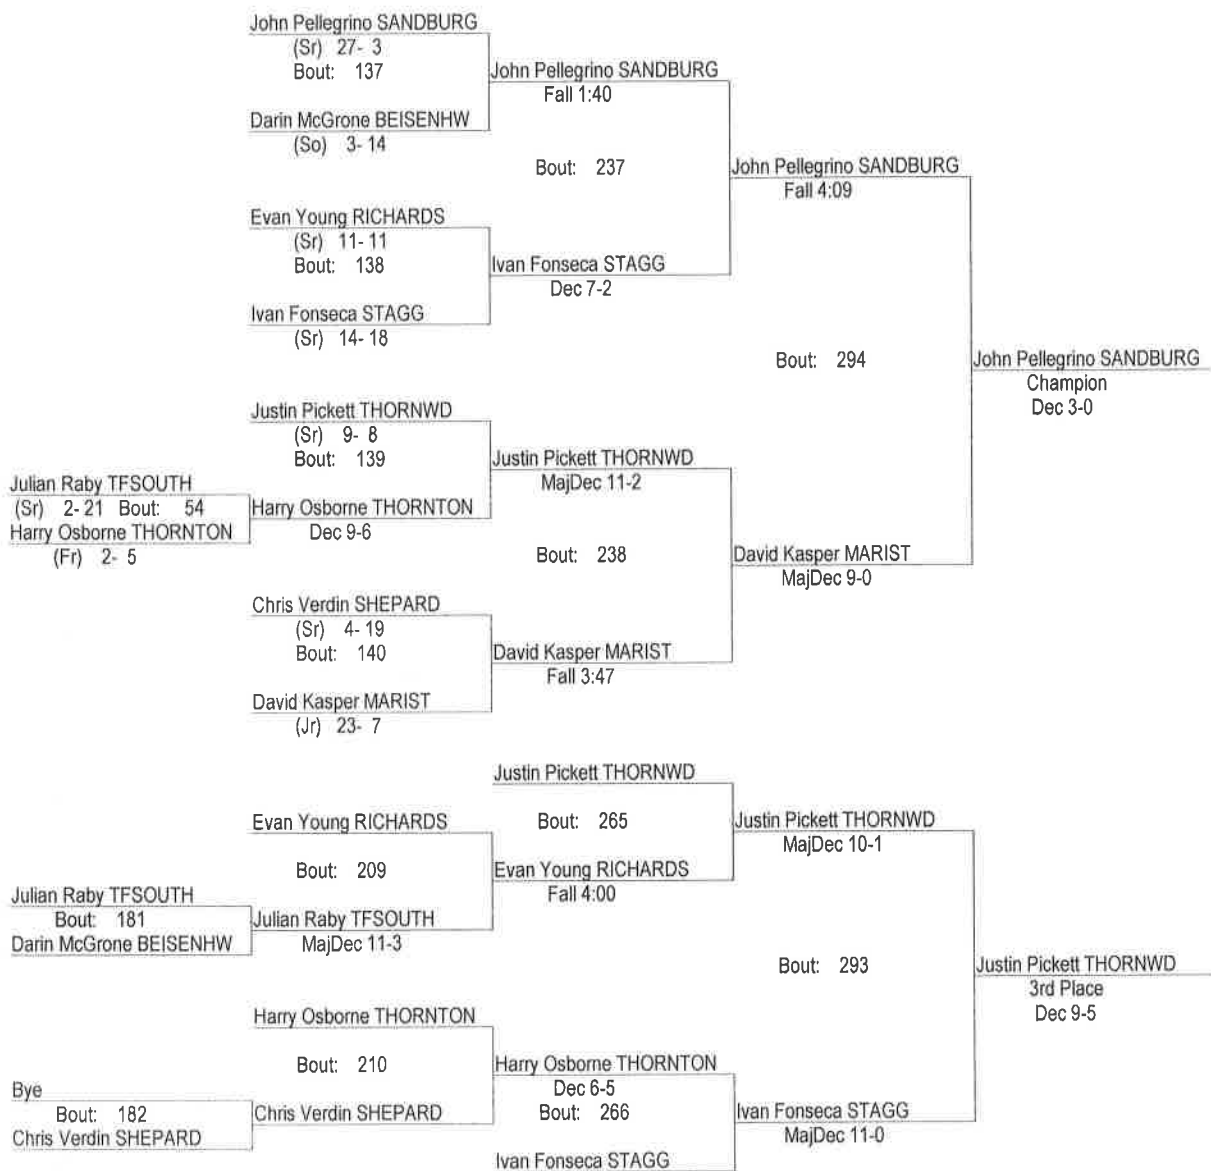 John Pellegrino SANDBURG
(Sr) 27- 3
Bout: 137
John Pellegrino SANDBURG
Fall 1:40
Darin McGrone BEISENHW
(So) 3- 14
Bout: 237
John Pellegrino SANDBURG
Fall 4:09
Evan Young RICHARDS
(Sr) 11- 11
Bout: 138
Ivan Fonseca STAGG
Dec 7-2
Ivan Fonseca STAGG
(Sr) 14- 18
Bout: 294
John Pellegrino SANDBURG
Champion
Dec 3-0
Justin Pickett THORNWD
(Sr) 9- 8
Bout: 139
Justin Pickett THORNWD
MajDec 11-2
Julian Raby TFSOUTH
(Sr) 2- 21 Bout: 54
Harry Osborne THORNTON
(Fr) 2- 5
Harry Osborne THORNTON
Dec 9-6
Bout: 238
David Kasper MARIST
MajDec 9-0
Chris Verdin SHEPARD
(Sr) 4- 19
Bout: 140
David Kasper MARIST
Fall 3:47
David Kasper MARIST
(Jr) 23- 7
Justin Pickett THORNWD
Evan Young RICHARDS
Bout: 265
Justin Pickett THORNWD
MajDec 10-1
Bout: 209
Evan Young RICHARDS
Fall 4:00
Julian Raby TFSOUTH
Bout: 181
Darin McGrone BEISENHW
Julian Raby TFSOUTH
MajDec 11-3
Bout: 293
Justin Pickett THORNWD
3rd Place
Dec 9-5
Harry Osborne THORNTON
Bout: 210
Harry Osborne THORNTON
Dec 6-5
Bye
Bout: 182
Chris Verdin SHEPARD
Chris Verdin SHEPARD
Bout: 266
Ivan Fonseca STAGG
MajDec 11-0
Ivan Fonseca STAGG